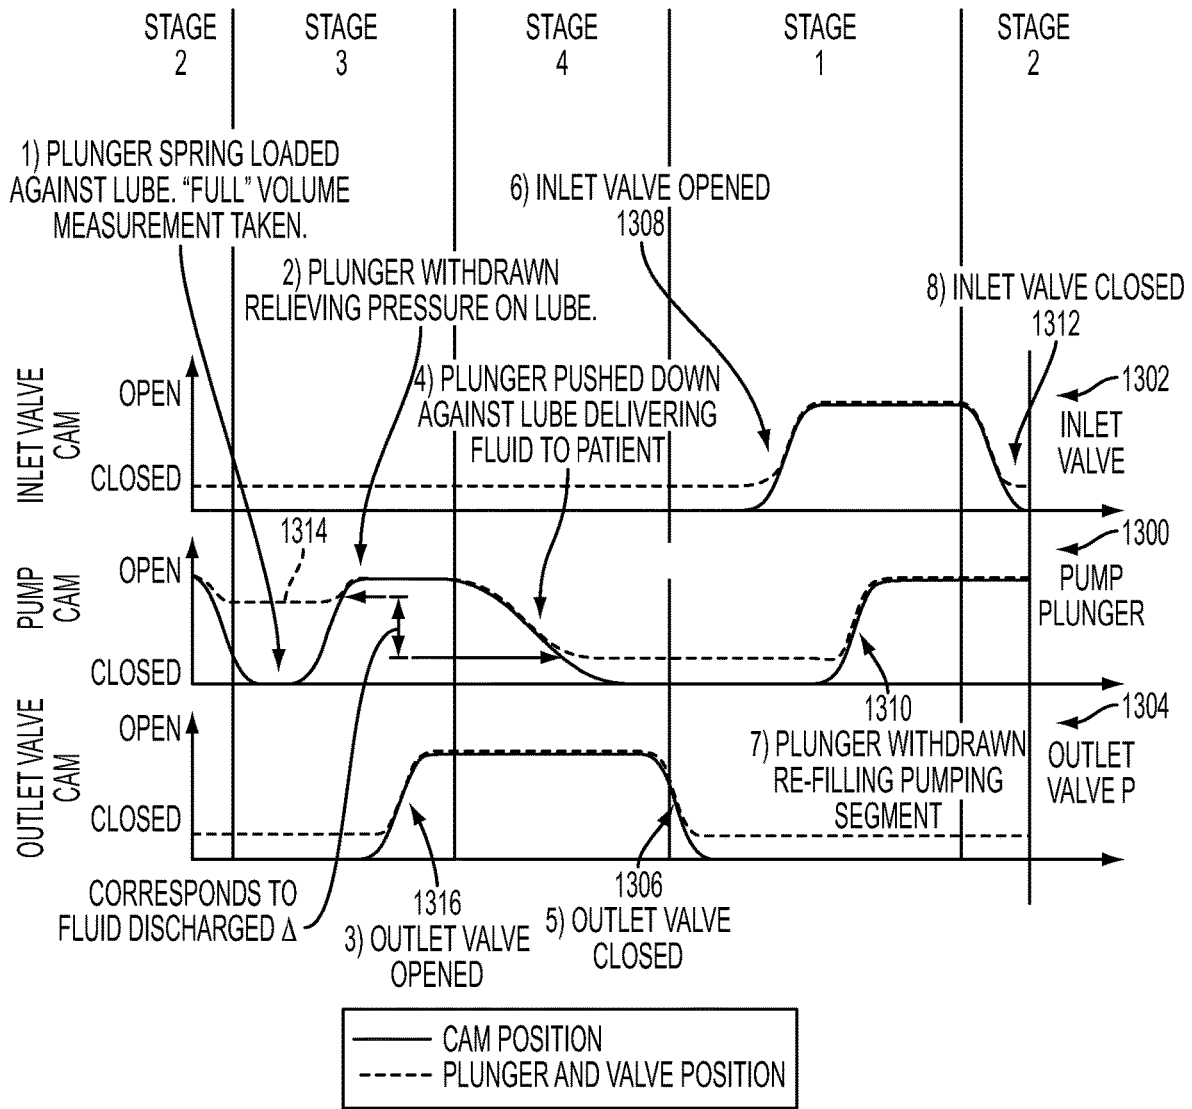 STAGE
2
STAGE
3
STAGE
4
STAGE
1
STAGE
2
1) PLUNGER SPRING LOADED
AGAINST LUBE. “FULL” VOLUME
MEASUREMENT TAKEN.
2) PLUNGER WITHDRAWN
RELIEVING PRESSURE ON LUBE.
4) PLUNGER PUSHED DOWN
AGAINST LUBE DELIVERING
FLUID TO PATIENT
6) INLET VALVE OPENED
1308
8) INLET VALVE CLOSED
1312
INLET VALVE
CAM
OPEN
CLOSED
1302
INLET
VALVE
1314
PUMP
CAM
OPEN
CLOSED
1300
PUMP
PLUNGER
1310
7) PLUNGER WITHDRAWN
RE-FILLING PUMPING
SEGMENT
OUTLET VALVE
CAM
OPEN
CLOSED
1304
OUTLET
VALVE P
CORRESPONDS TO
FLUID DISCHARGED Δ
1316
3) OUTLET VALVE
OPENED
1306
5) OUTLET VALVE
CLOSED
CAM POSITION
PLUNGER AND VALVE POSITION